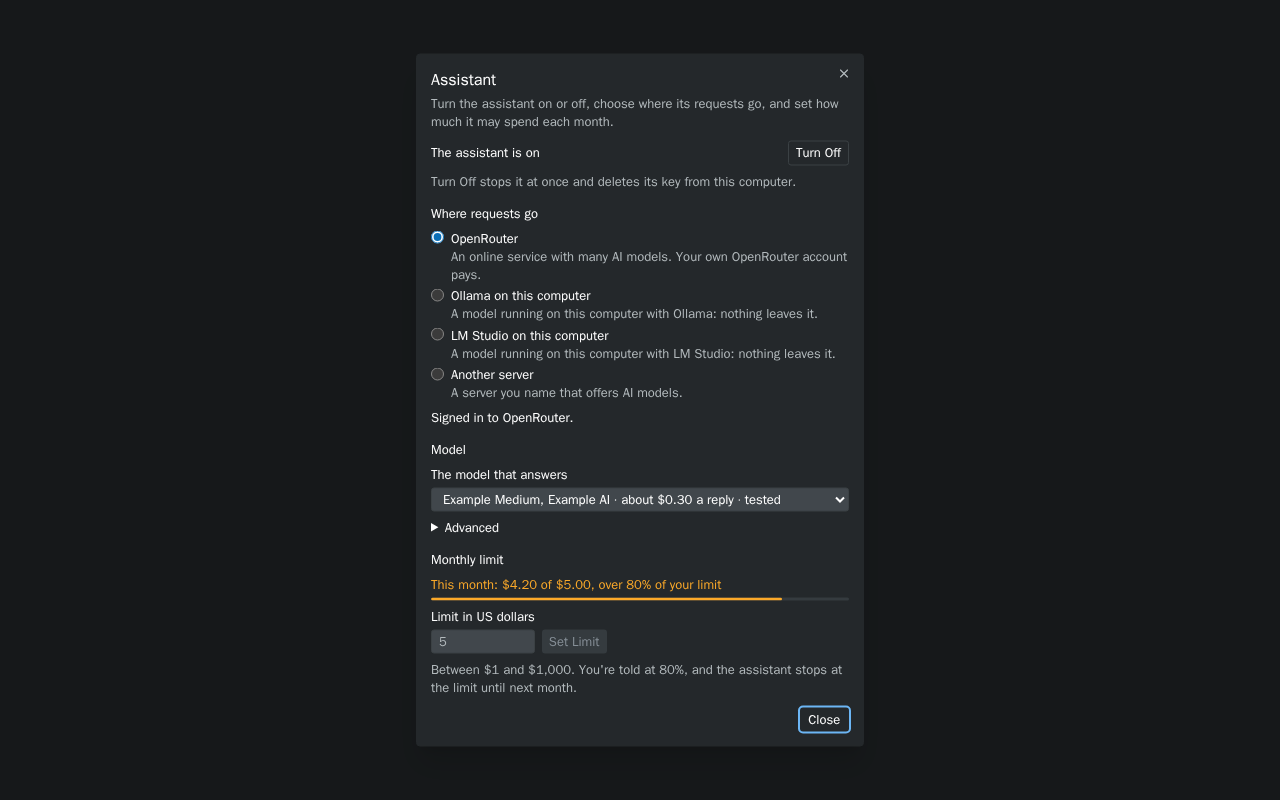 Assistant
×
Turn the assistant on or off, choose where its requests go, and set how
much it may spend each month.
The assistant is on
Turn Off
Turn Off stops it at once and deletes its key from this computer.
Where requests go
OpenRouter
An online service with many AI models. Your own OpenRouter account
pays.
Ollama on this computer
A model running on this computer with Ollama: nothing leaves it.
LM Studio on this computer
A model running on this computer with LM Studio: nothing leaves it.
Another server
A server you name that offers AI models.
Signed in to OpenRouter.
Model
The model that answers
Example Medium, Example AI · about $0.30 a reply · tested
Advanced
Monthly limit
This month: $4.20 of $5.00, over 80% of your limit
Limit in US dollars
5
Set Limit
Between $1 and $1,000. You're told at 80%, and the assistant stops at
the limit until next month.
Close